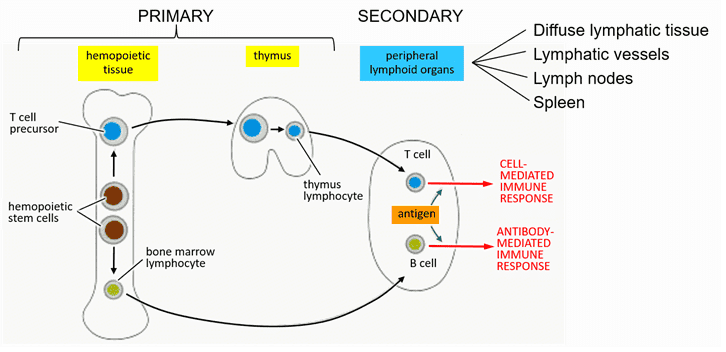 PRIMARY
SECONDARY
hemopoietic
tissue
thymus
peripheral
lymphoid organs
Diffuse lymphatic tissue
Lymphatic vessels
Lymph nodes
Spleen
T cell
precursor
thymus
lymphocyte
hemopoietic
stem cells
bone marrow
lymphocyte
T cell
antigen
B cell
CELL-
MEDIATED
IMMUNE
RESPONSE
ANTIBODY-
MEDIATED
IMMUNE
RESPONSE